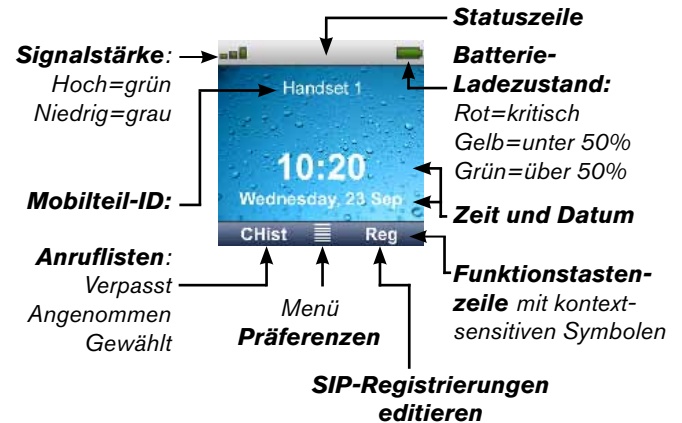 Statuszeile
Signalstärke:
Hoch=grün
Niedrig=grau
Batterie-
Ladezustand:
Rot=kritisch
Gelb=unter 50%
Grün=über 50%
Handset 1
10:20
Wednesday, 23 Sep
Mobilteil-ID:
Zeit und Datum
CHist
Reg
Anruflisten:
Verpasst
Angenommen
Gewählt
Menü
Präferenzen
Funktionstasten-
zeile mit kontext-
sensitiven Symbolen
SIP-Registrierungen
editieren